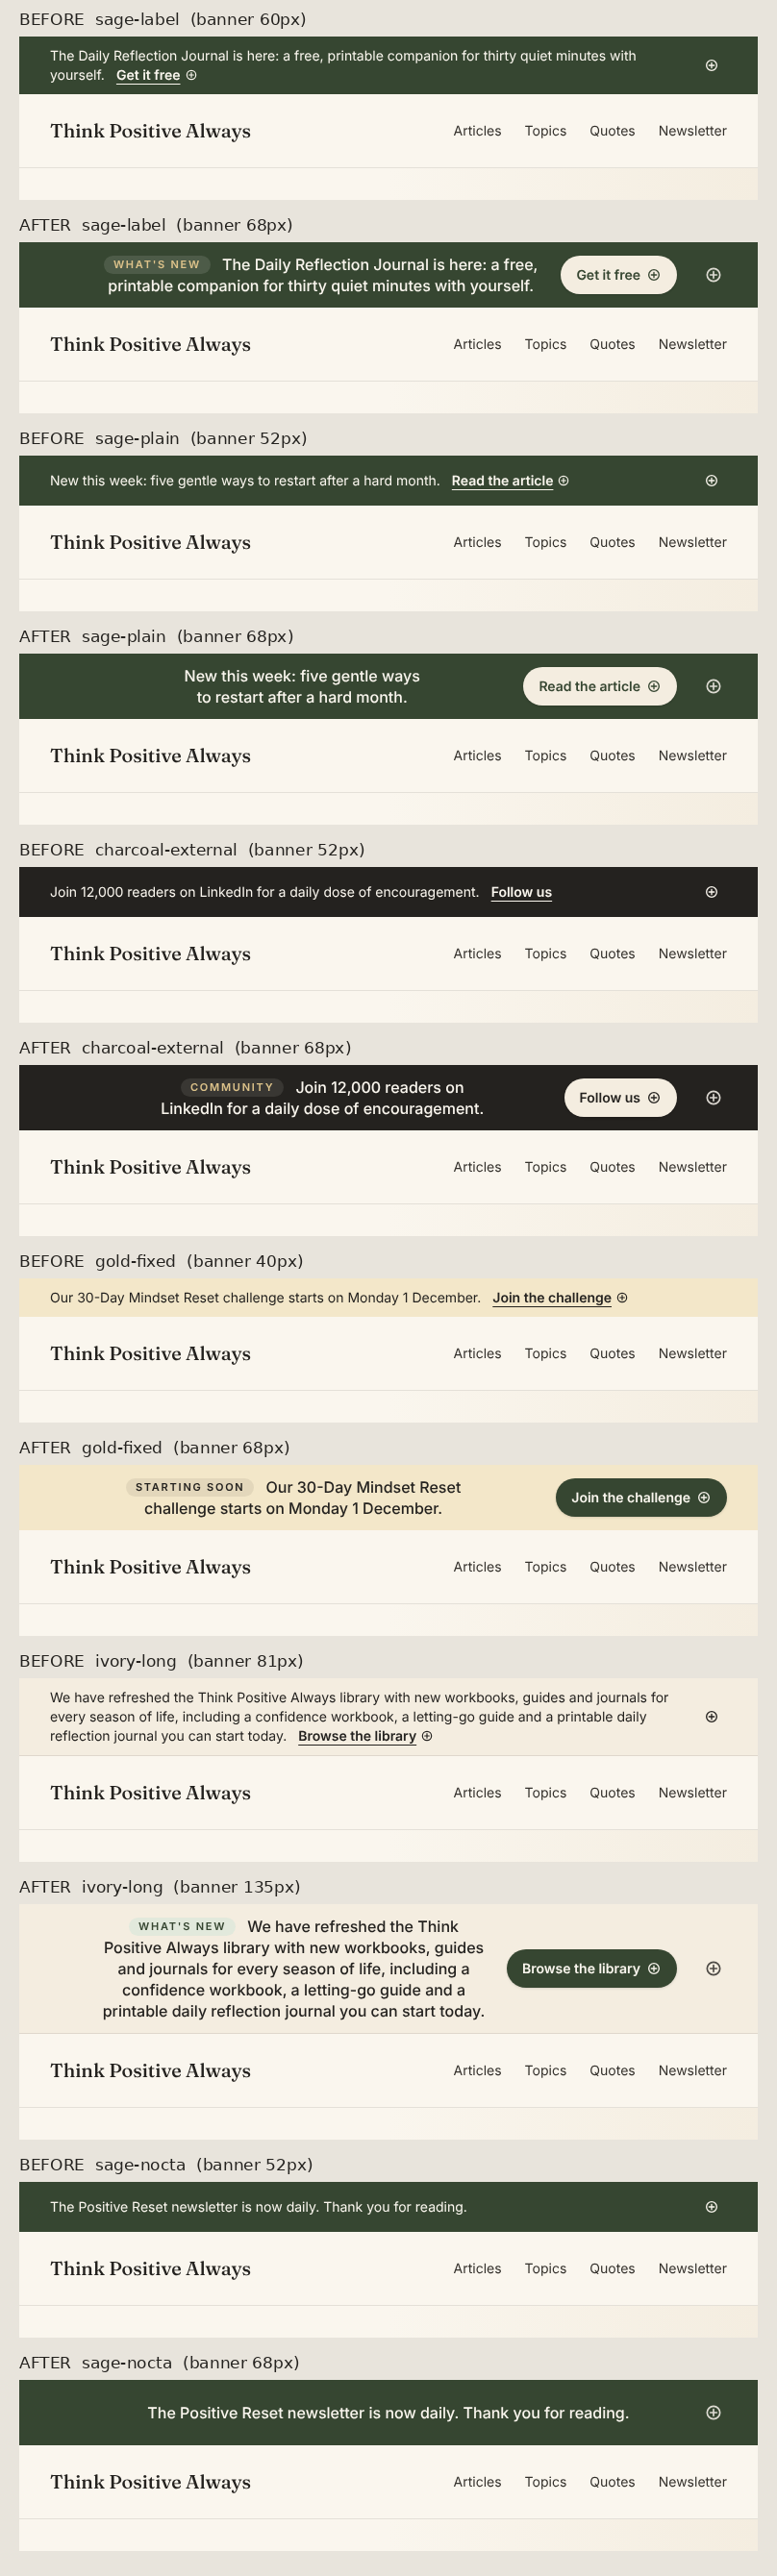 BEFORE sage-label (banner 60px)
The Daily Reflection Journal is here: a free, printable companion for thirty quiet minutes with
yourself. Get it free
Think Positive Always Articles Topics Quotes Newsletter
AFTER sage-label (banner 68px)
WHAT'S NEW The Daily Reflection Journal is here: a free,
printable companion for thirty quiet minutes with yourself.
Get it free
Think Positive Always Articles Topics Quotes Newsletter
BEFORE sage-plain (banner 52px)
New this week: five gentle ways to restart after a hard month. Read the article
Think Positive Always Articles Topics Quotes Newsletter
AFTER sage-plain (banner 68px)
New this week: five gentle ways
to restart after a hard month.
Read the article
Think Positive Always Articles Topics Quotes Newsletter
BEFORE charcoal-external (banner 52px)
Join 12,000 readers on LinkedIn for a daily dose of encouragement. Follow us
Think Positive Always Articles Topics Quotes Newsletter
AFTER charcoal-external (banner 68px)
COMMUNITY Join 12,000 readers on
LinkedIn for a daily dose of encouragement.
Follow us
Think Positive Always Articles Topics Quotes Newsletter
BEFORE gold-fixed (banner 40px)
Our 30-Day Mindset Reset challenge starts on Monday 1 December. Join the challenge
Think Positive Always Articles Topics Quotes Newsletter
AFTER gold-fixed (banner 68px)
STARTING SOON Our 30-Day Mindset Reset
challenge starts on Monday 1 December.
Join the challenge
Think Positive Always Articles Topics Quotes Newsletter
BEFORE ivory-long (banner 81px)
We have refreshed the Think Positive Always library with new workbooks, guides and journals for
every season of life, including a confidence workbook, a letting-go guide and a printable daily
reflection journal you can start today. Browse the library
Think Positive Always Articles Topics Quotes Newsletter
AFTER ivory-long (banner 135px)
WHAT'S NEW We have refreshed the Think
Positive Always library with new workbooks, guides
and journals for every season of life, including a
confidence workbook, a letting-go guide and a
printable daily reflection journal you can start today.
Browse the library
Think Positive Always Articles Topics Quotes Newsletter
BEFORE sage-nocta (banner 52px)
The Positive Reset newsletter is now daily. Thank you for reading.
Think Positive Always Articles Topics Quotes Newsletter
AFTER sage-nocta (banner 68px)
The Positive Reset newsletter is now daily. Thank you for reading.
Think Positive Always Articles Topics Quotes Newsletter